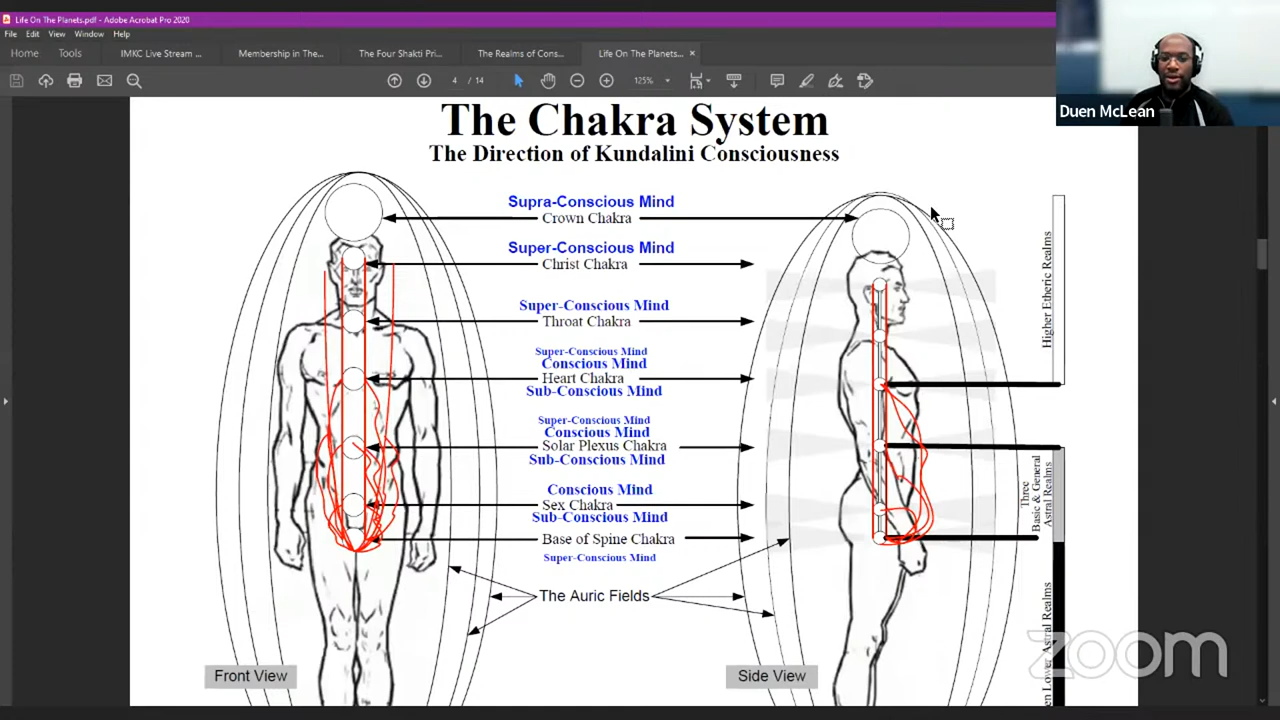 Life On The Planets.pdf - Adobe Acrobat Pro 2020
File Edit View Window Help
Home Tools IMKC Live Stream ... Membership in The... The Four Shakti Pri... The Realms of Cons... Life On The Planets... ×
4 / 14 125%
Duen McLean
The Chakra System
The Direction of Kundalini Consciousness
Supra-Conscious Mind
Crown Chakra
Super-Conscious Mind
Christ Chakra
Super-Conscious Mind
Throat Chakra
Super-Conscious Mind
Conscious Mind
Heart Chakra
Sub-Conscious Mind
Super-Conscious Mind
Conscious Mind
Solar Plexus Chakra
Sub-Conscious Mind
Conscious Mind
Sex Chakra
Sub-Conscious Mind
Base of Spine Chakra
Super-Conscious Mind
The Auric Fields
Front View
Side View
Higher Etheric Realms
Three
Basic & General
Astral Realms
Lower Astral Realms
zoom